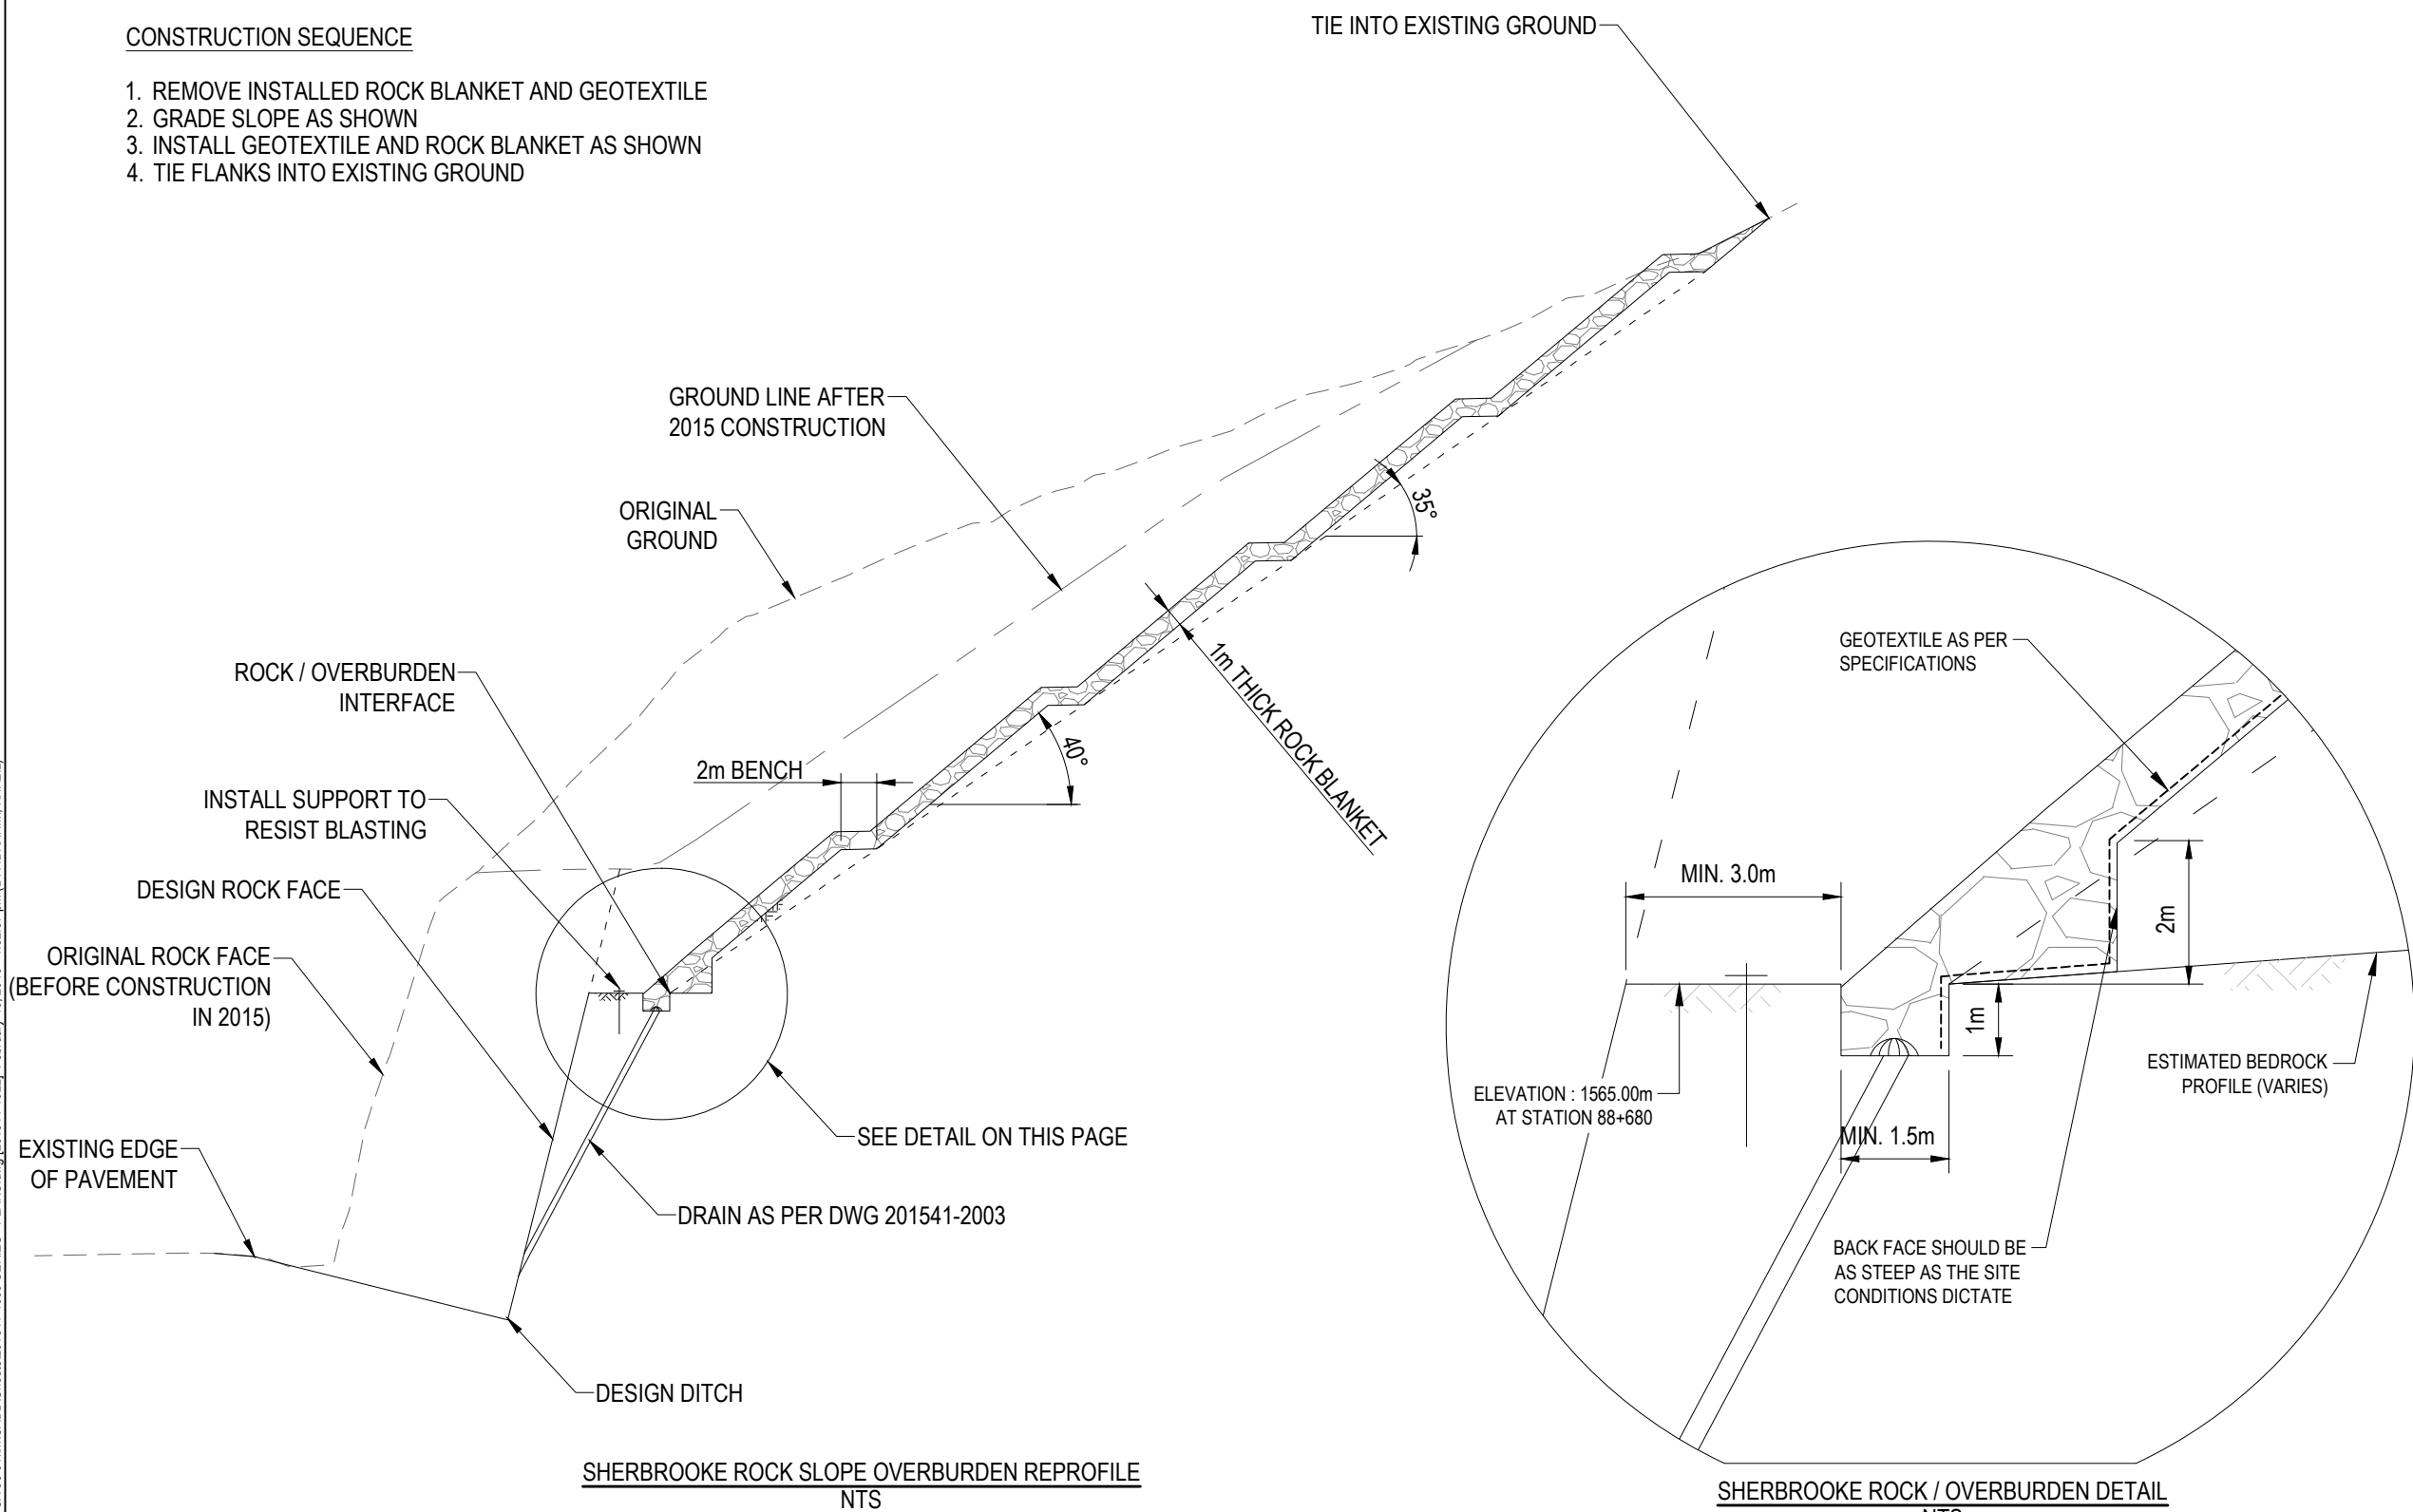 CONSTRUCTION SEQUENCE
1. REMOVE INSTALLED ROCK BLANKET AND GEOTEXTILE
2. GRADE SLOPE AS SHOWN
3. INSTALL GEOTEXTILE AND ROCK BLANKET AS SHOWN
4. TIE FLANKS INTO EXISTING GROUND
TIE INTO EXISTING GROUND
GROUND LINE AFTER
2015 CONSTRUCTION
ORIGINAL
GROUND
35°
ROCK / OVERBURDEN
INTERFACE
1m THICK ROCK BLANKET
40°
2m BENCH
INSTALL SUPPORT TO
RESIST BLASTING
DESIGN ROCK FACE
ORIGINAL ROCK FACE
(BEFORE CONSTRUCTION
IN 2015)
EXISTING EDGE
OF PAVEMENT
SEE DETAIL ON THIS PAGE
DRAIN AS PER DWG 201541-2003
DESIGN DITCH
SHERBROOKE ROCK SLOPE OVERBURDEN REPROFILE
NTS
GEOTEXTILE AS PER
SPECIFICATIONS
MIN. 3.0m
2m
1m
ELEVATION : 1565.00m
AT STATION 88+680
MIN. 1.5m
ESTIMATED BEDROCK
PROFILE (VARIES)
BACK FACE SHOULD BE
AS STEEP AS THE SITE
CONDITIONS DICTATE
SHERBROOKE ROCK / OVERBURDEN DETAIL
NTS